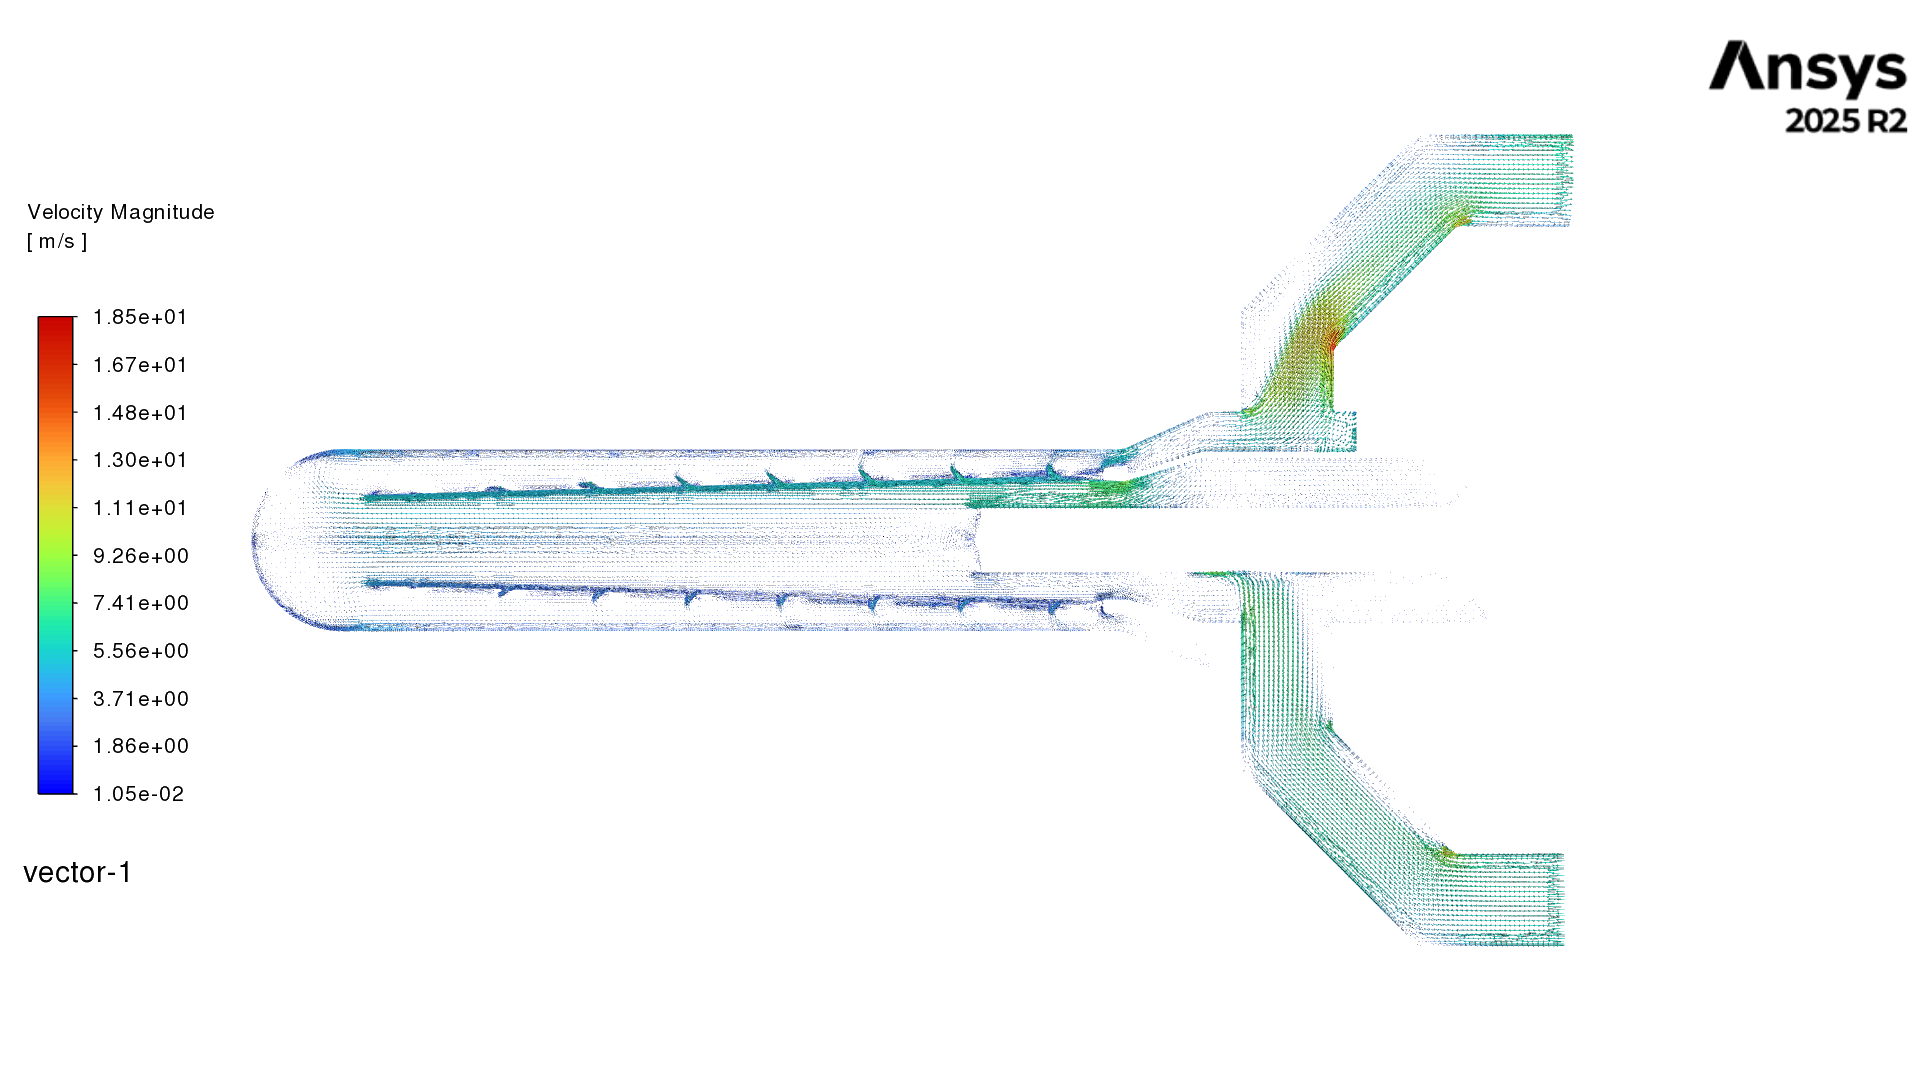 Ansys
2025 R2
Velocity Magnitude
[ m/s ]
1.85e+01
1.67e+01
1.48e+01
1.30e+01
1.11e+01
9.26e+00
7.41e+00
5.56e+00
3.71e+00
1.86e+00
1.05e-02
vector-1